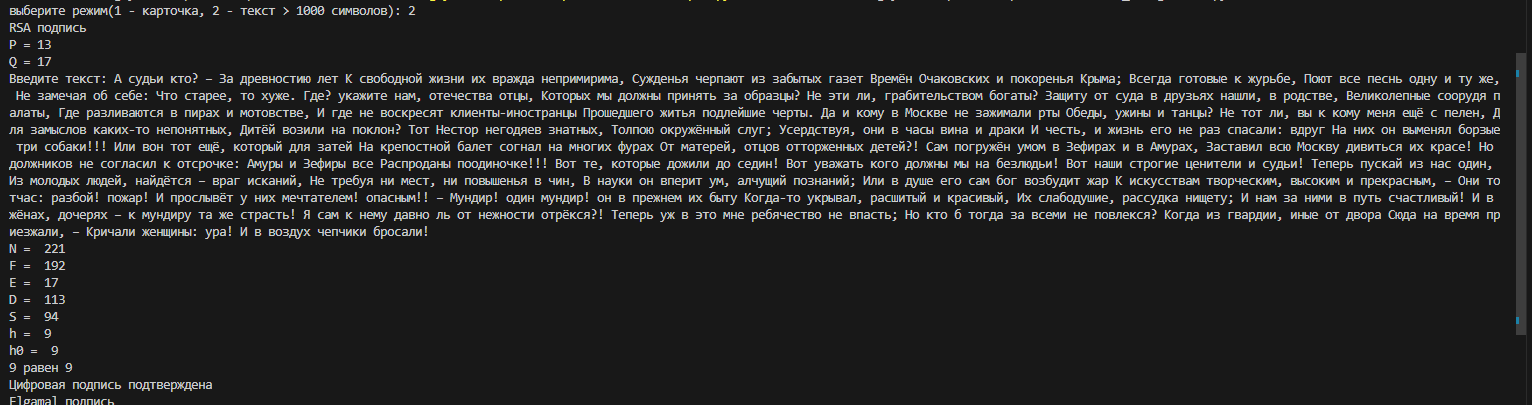 выберите режим(1 - карточка, 2 - текст > 1000 символов): 2
RSA подпись
P = 13
Q = 17
Введите текст: А судьи кто? – За древностию лет К свободной жизни их вражда непримирима, Сужденья черпают из забытых газет Времён Очаковских и покоренья Крыма; Всегда готовые к журьбе, Поют все песнь одну и ту же,
Не замечая об себе: Что старее, то хуже. Где? укажите нам, отечества отцы, Которых мы должны принять за образцы? Не эти ли, грабительством богаты? Защиту от суда в друзьях нашли, в родстве, Великолепные соорудя п
алаты, Где разливаются в пирах и мотовстве, И где не воскресят клиенты-иностранцы Прошедшего житья подлейшие черты. Да и кому в Москве не зажимали рты Обеды, ужины и танцы? Не тот ли, вы к кому меня ещё с пелен, Д
ля замыслов каких-то непонятных, Дитёй возили на поклон? Тот Нестор негодяев знатных, Толпою окружённый слуг; Усердствуя, они в часы вина и драки И честь, и жизнь его не раз спасали: вдруг На них он выменял борзые
три собаки!!! Или вон тот ещё, который для затей На крепостной балет согнал на многих фурах От матерей, отцов отторженных детей?! Сам погружён умом в Зефирах и в Амурах, Заставил всю Москву дивиться их красе! Но
должников не согласил к отсрочке: Амуры и Зефиры все Распроданы поодиночке!!! Вот те, которые дожили до седин! Вот уважать кого должны мы на безлюдьи! Вот наши строгие ценители и судьи! Теперь пускай из нас один,
Из молодых людей, найдётся – враг исканий, Не требуя ни мест, ни повышенья в чин, В науки он вперит ум, алчущий познаний; Или в душе его сам бог возбудит жар К искусствам творческим, высоким и прекрасным, – Они то
тчас: разбой! пожар! И прослывёт у них мечтателем! опасным!! – Мундир! один мундир! он в прежнем их быту Когда-то укрывал, расшитый и красивый, Их слабодушие, рассудка нищету; И нам за ними в путь счастливый! И в
жёнах, дочерях – к мундиру та же страсть! Я сам к нему давно ль от нежности отрёкся?! Теперь уж в это мне ребячество не впасть; Но кто б тогда за всеми не повлекся? Когда из гвардии, иные от двора Сюда на время пр
иезжали, – Кричали женщины: ура! И в воздух чепчики бросали!
N =  221
F =  192
E =  17
D =  113
S =  94
h =  9
h0 =  9
9 равен 9
Цифровая подпись подтверждена
Elgamal подпись